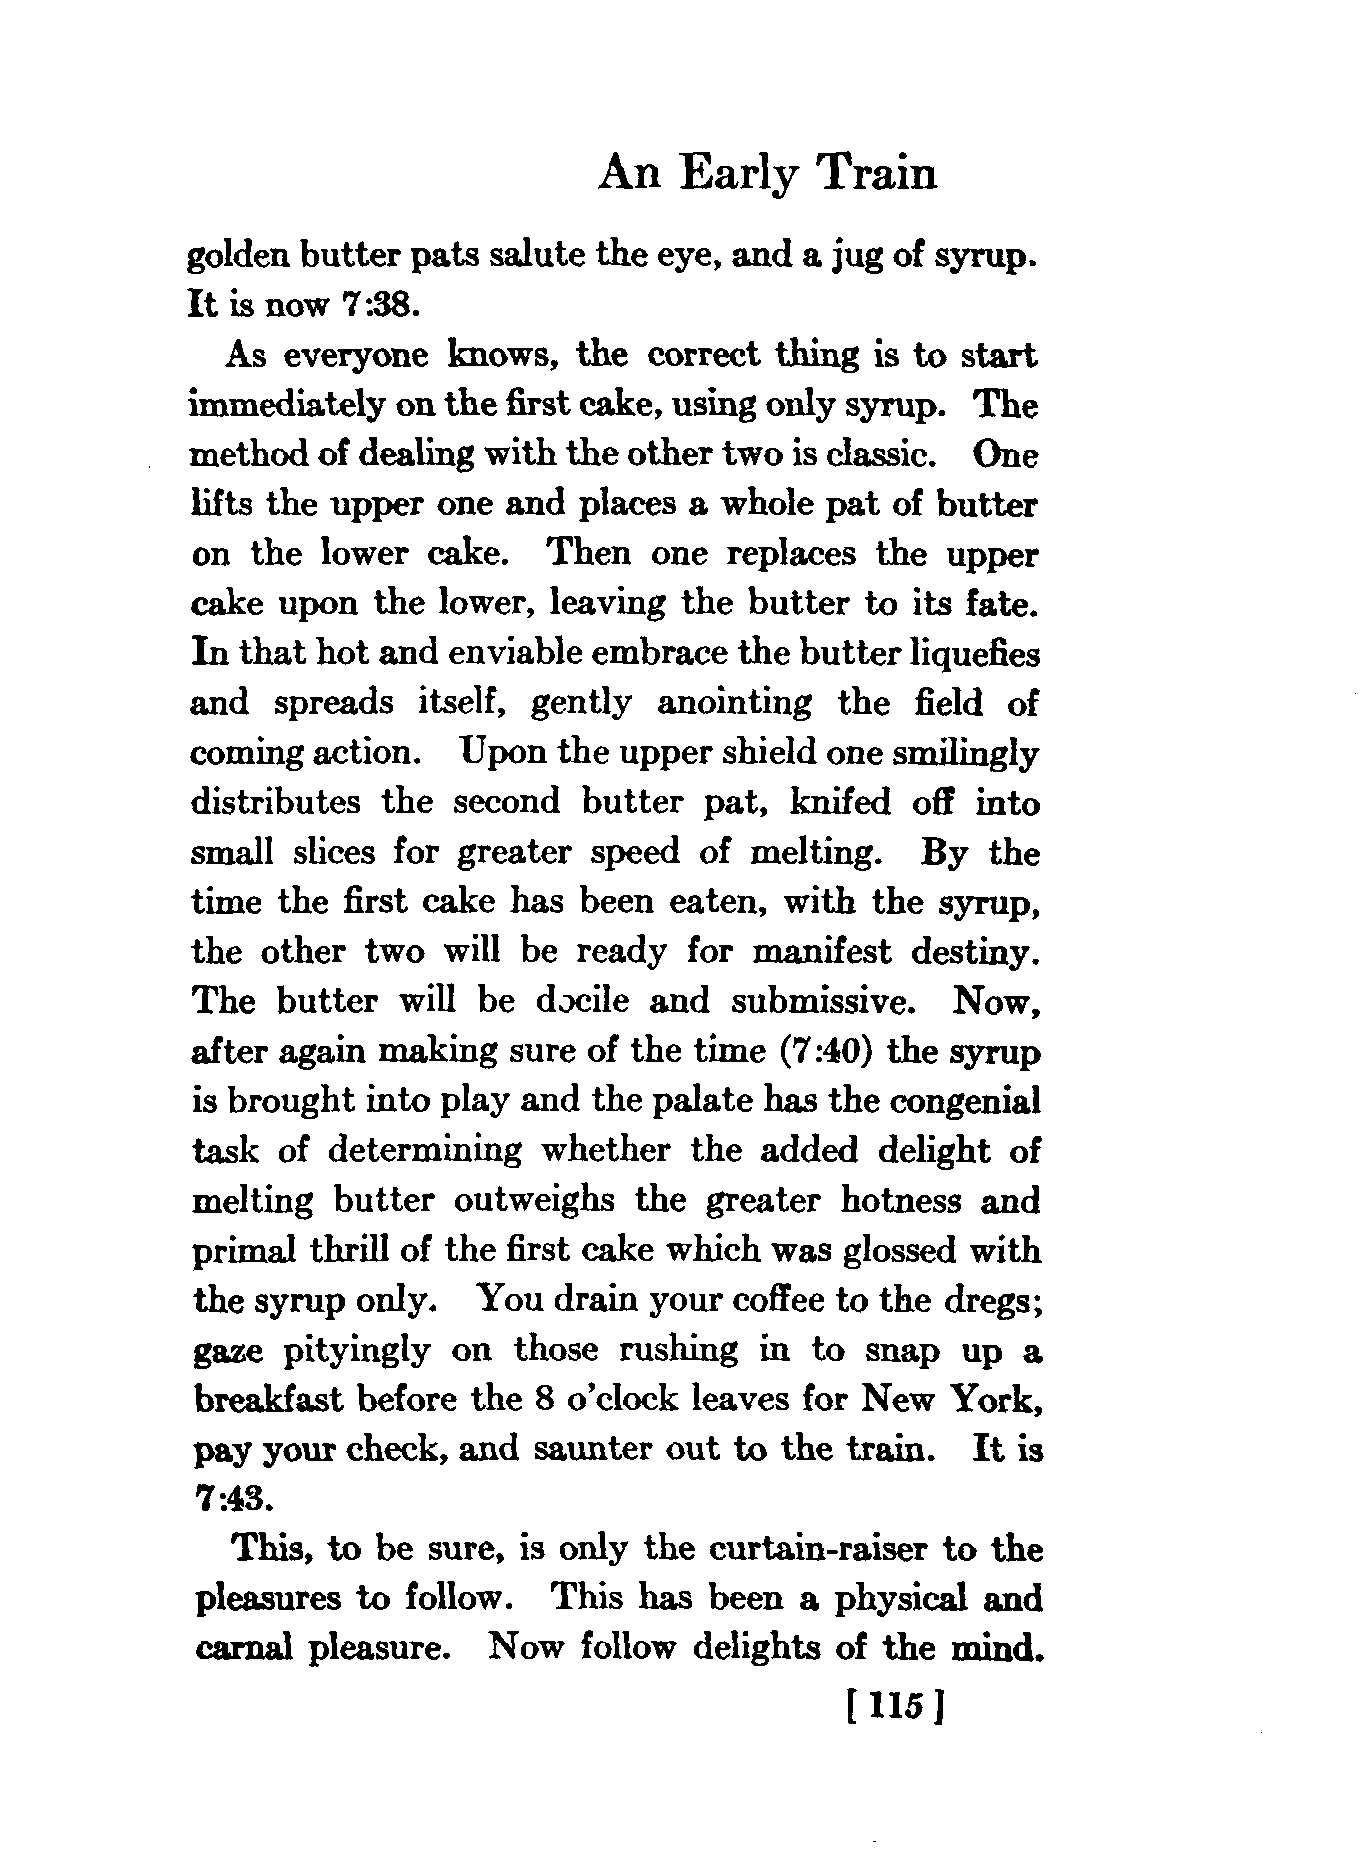 An Early Train
golden butter pats salute the eye, and a jug of syrup.
It is now 7:38.
As everyone knows, the correct thing is to start
immediately on the first cake, using only syrup. The
method of dealing with the other two is classic. One
lifts the upper one and places a whole pat of butter
on the lower cake. Then one replaces the upper
cake upon the lower, leaving the butter to its fate.
In that hot and enviable embrace the butter liquefies
and spreads itself, gently anointing the field of
coming action. Upon the upper shield one smilingly
distributes the second butter pat, knifed off into
small slices for greater speed of melting. By the
time the first cake has been eaten, with the syrup,
the other two will be ready for manifest destiny.
The butter will be docile and submissive. Now,
after again making sure of the time (7:40) the syrup
is brought into play and the palate has the congenial
task of determining whether the added delight of
melting butter outweighs the greater hotness and
primal thrill of the first cake which was glossed with
the syrup only. You drain your coffee to the dregs;
gaze pityingly on those rushing in to snap up a
breakfast before the 8 o'clock leaves for New York,
pay your check, and saunter out to the train. It is
7:43.
This, to be sure, is only the curtain-raiser to the
pleasures to follow. This has been a physical and
carnal pleasure. Now follow delights of the mind.
[ 115 ]